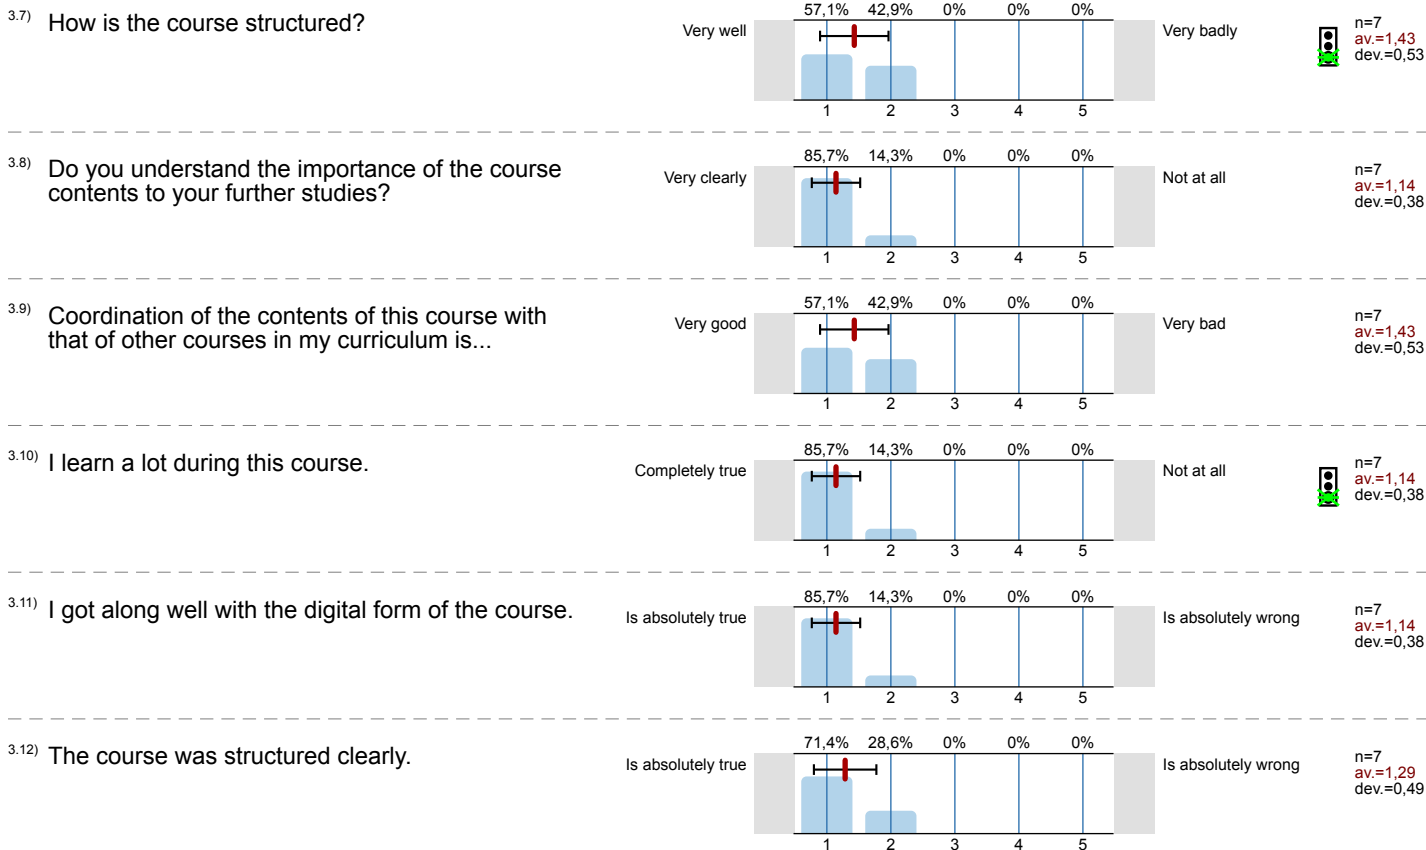 3.7) How is the course structured?
Very well
57,1% 42,9% 0% 0% 0%
1 2 3 4 5
Very badly
n=7
av.=1,43
dev.=0,53
3.8) Do you understand the importance of the course
contents to your further studies?
Very clearly
85,7% 14,3% 0% 0% 0%
1 2 3 4 5
Not at all
n=7
av.=1,14
dev.=0,38
3.9) Coordination of the contents of this course with
that of other courses in my curriculum is...
Very good
57,1% 42,9% 0% 0% 0%
1 2 3 4 5
Very bad
n=7
av.=1,43
dev.=0,53
3.10) I learn a lot during this course.
Completely true
85,7% 14,3% 0% 0% 0%
1 2 3 4 5
Not at all
n=7
av.=1,14
dev.=0,38
3.11) I got along well with the digital form of the course.
Is absolutely true
85,7% 14,3% 0% 0% 0%
1 2 3 4 5
Is absolutely wrong
n=7
av.=1,14
dev.=0,38
3.12) The course was structured clearly.
Is absolutely true
71,4% 28,6% 0% 0% 0%
1 2 3 4 5
Is absolutely wrong
n=7
av.=1,29
dev.=0,49